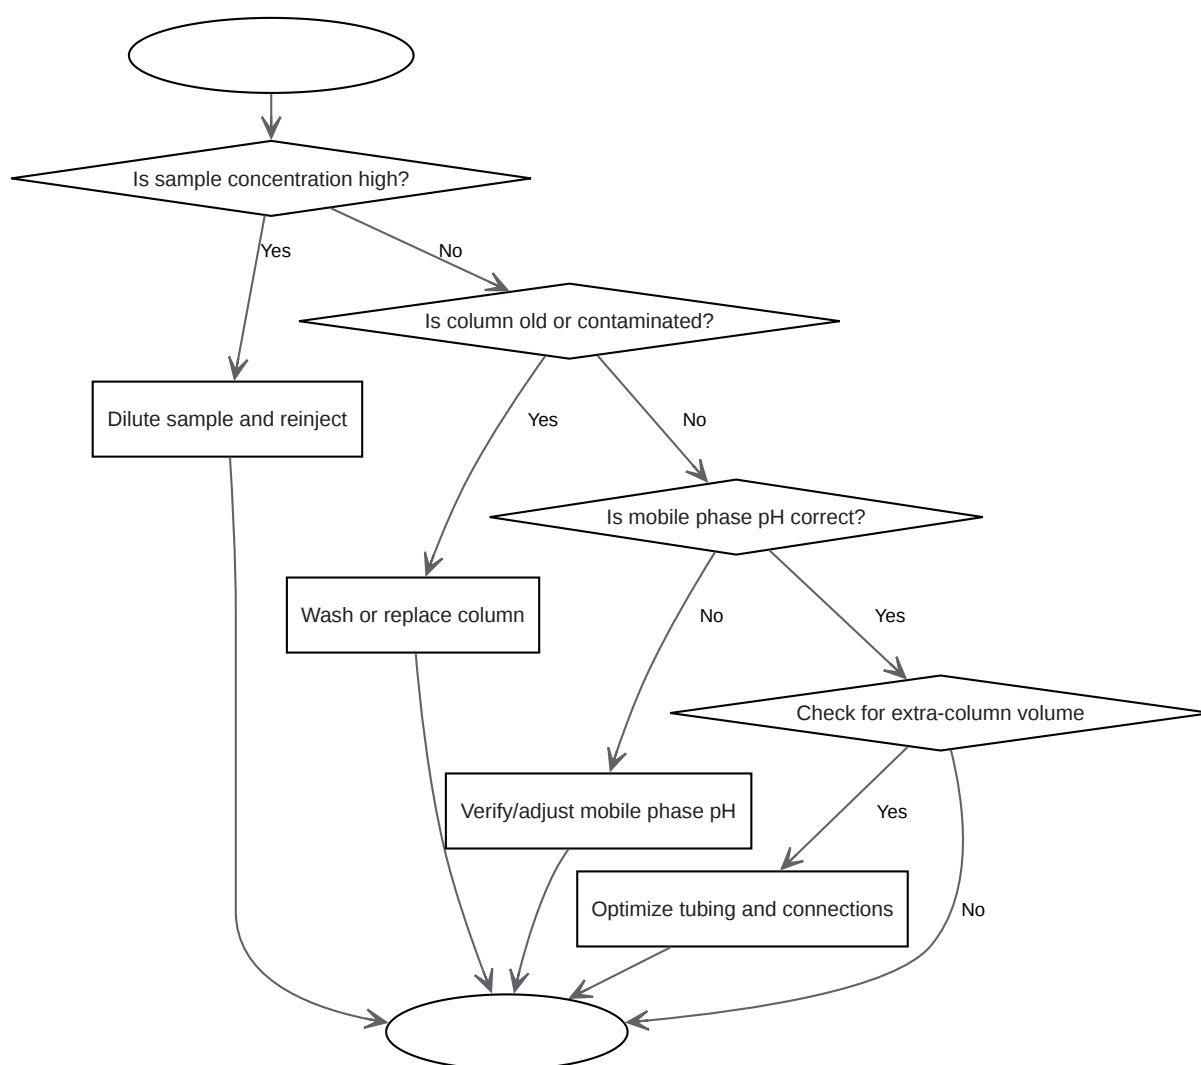 Is sample concentration high?
Yes
No
Is column old or contaminated?
Dilute sample and reinject
Yes
No
Is mobile phase pH correct?
Wash or replace column
No
Yes
Check for extra-column volume
Verify/adjust mobile phase pH
Yes
Optimize tubing and connections
No